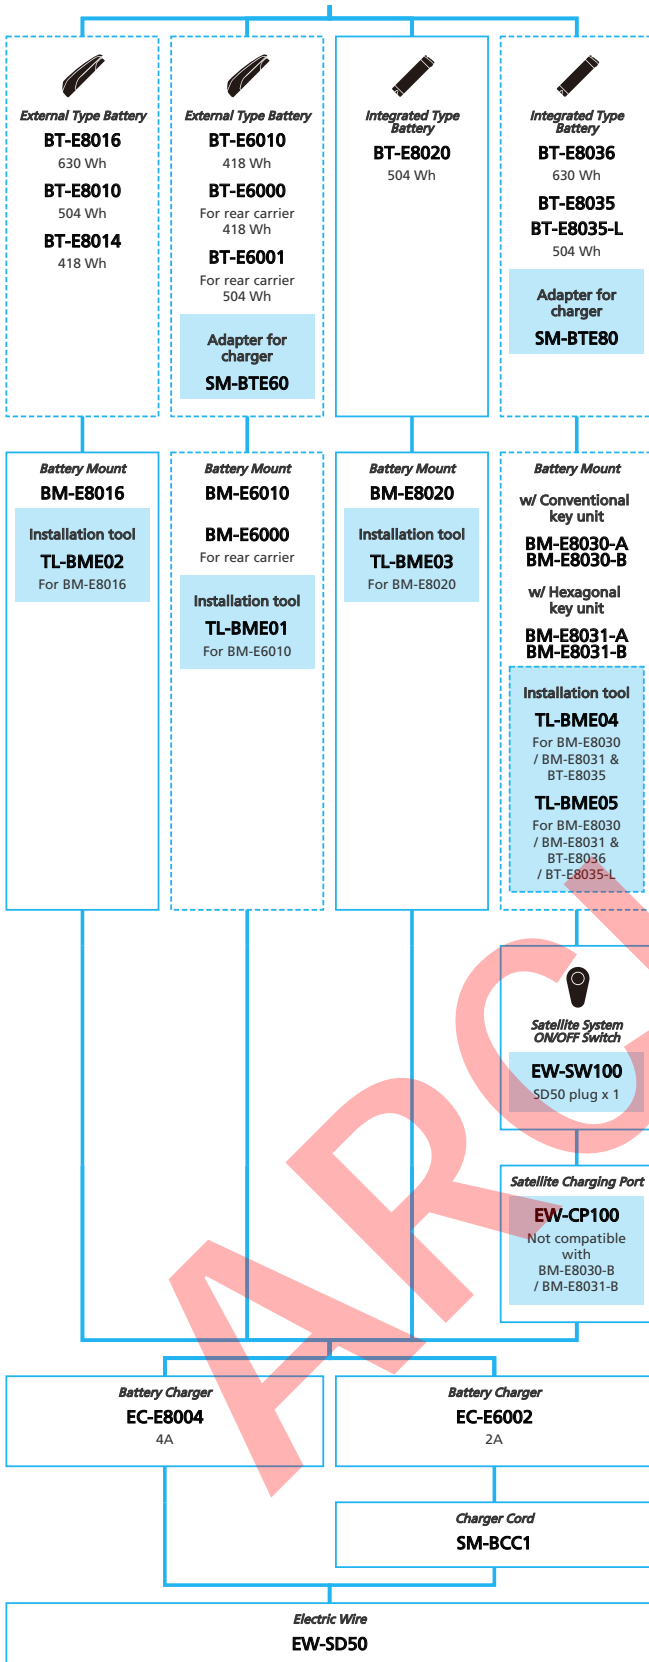 External Type Battery
BT-E8016
630 Wh
BT-E8010
504 Wh
BT-E8014
418 Wh
External Type Battery
BT-E6010
418 Wh
BT-E6000
For rear carrier
418 Wh
BT-E6001
For rear carrier
504 Wh
Adapter for
charger
SM-BTE60
Integrated Type
Battery
BT-E8020
504 Wh
Integrated Type
Battery
BT-E8036
630 Wh
BT-E8035
BT-E8035-L
504 Wh
Adapter for
charger
SM-BTE80
Battery Mount
BM-E8016
Installation tool
TL-BME02
For BM-E8016
Battery Mount
BM-E6010
BM-E6000
For rear carrier
Installation tool
TL-BME01
For BM-E6010
Battery Mount
BM-E8020
Installation tool
TL-BME03
For BM-E8020
Battery Mount
w/ Conventional
key unit
BM-E8030-A
BM-E8030-B
w/ Hexagonal
key unit
BM-E8031-A
BM-E8031-B
Installation tool
TL-BME04
For BM-E8030
/ BM-E8031 &
BT-E8035
TL-BME05
For BM-E8030
/ BM-E8031 &
BT-E8036
/ BT-E8035-L
Satellite System
ON/OFF Switch
EW-SW100
SD50 plug x 1
Satellite Charging Port
EW-CP100
Not compatible
with
BM-E8030-B
/ BM-E8031-B
Battery Charger
EC-E8004
4A
Battery Charger
EC-E6002
2A
Charger Cord
SM-BCC1
Electric Wire
EW-SD50